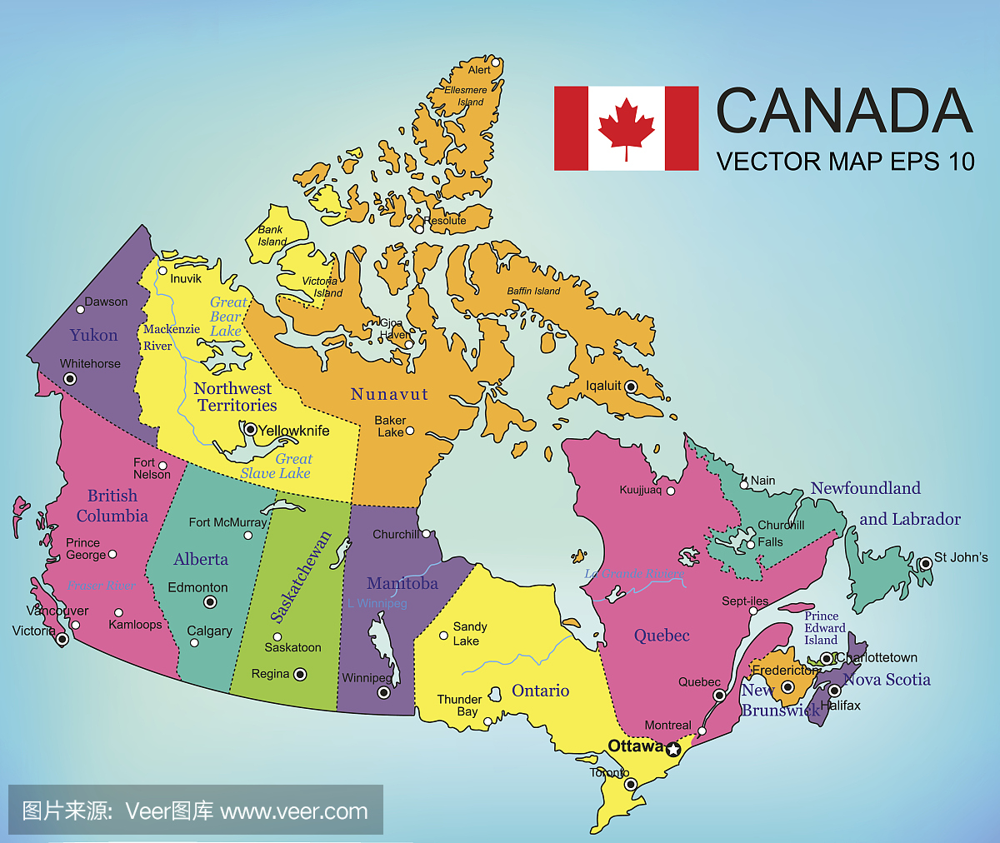 CANADA
VECTOR MAP EPS 10
Alert
Ellesmere
Island
Resolute
Bank
Island
Victoria
Island
Baffin Island
Inuvik
Great
Bear
Lake
Mackenzie
River
Dawson
Yukon
Whitehorse
Gjoa
Haven
Northwest
Territories
Nunavut
Iqaluit
Yellowknife
Baker
Lake
Great
Slave Lake
Fort
Nelson
British
Columbia
Prince
George
Fraser River
Vancouver
Victoria
Kamloops
Fort McMurray
Alberta
Edmonton
Calgary
Saskatchewan
Saskatoon
Regina
Churchill
Manitoba
L Winnipeg
Winnipeg
Sandy
Lake
Ontario
Thunder
Bay
Kuujjuaq
Nain
Newfoundland
and Labrador
Churchill
Falls
St John's
La Grande Riviere
Sept-iles
Quebec
Prince
Edward
Island
Charlottetown
Fredericton
Nova Scotia
New
Brunswick
Halifax
Quebec
Montreal
Ottawa
Toronto
图片来源: Veer图库 www.veer.com